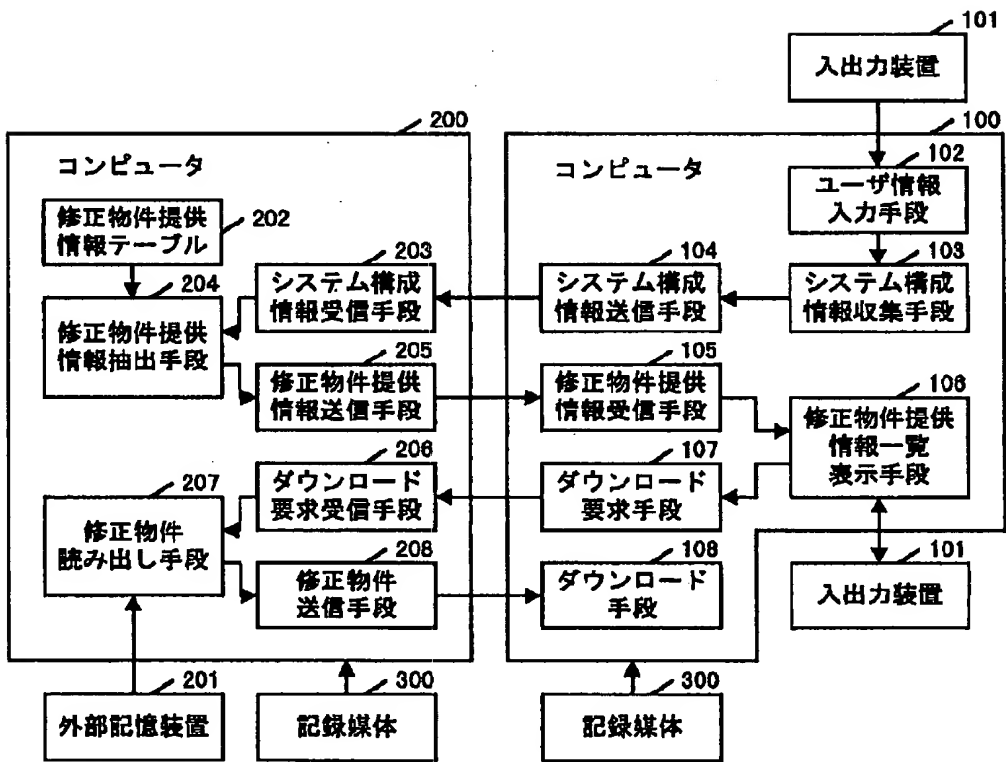 101
入出力装置
200
コンピュータ
修正物件提供
情報テーブル
202
204
修正物件提供
情報抽出手段
203
システム構成
情報受信手段
205
修正物件提供
情報送信手段
206
ダウンロード
要求受信手段
207
修正物件
読み出し手段
208
修正物件
送信手段
201
外部記憶装置
300
記録媒体
100
コンピュータ
102
ユーザ情報
入力手段
103
システム構成
情報収集手段
104
システム構成
情報送信手段
105
修正物件提供
情報受信手段
106
修正物件提供
情報一覧
表示手段
107
ダウンロード
要求手段
108
ダウンロード
手段
101
入出力装置
300
記録媒体